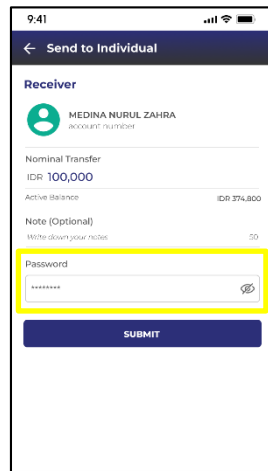 9:41
Send to Individual
Receiver
MEDINA NURUL ZAHRA
account number
Nominal Transfer
IDR 100,000
Active Balance IDR 374,800
Note (Optional)
Write down your notes 50
Password
********
SUBMIT